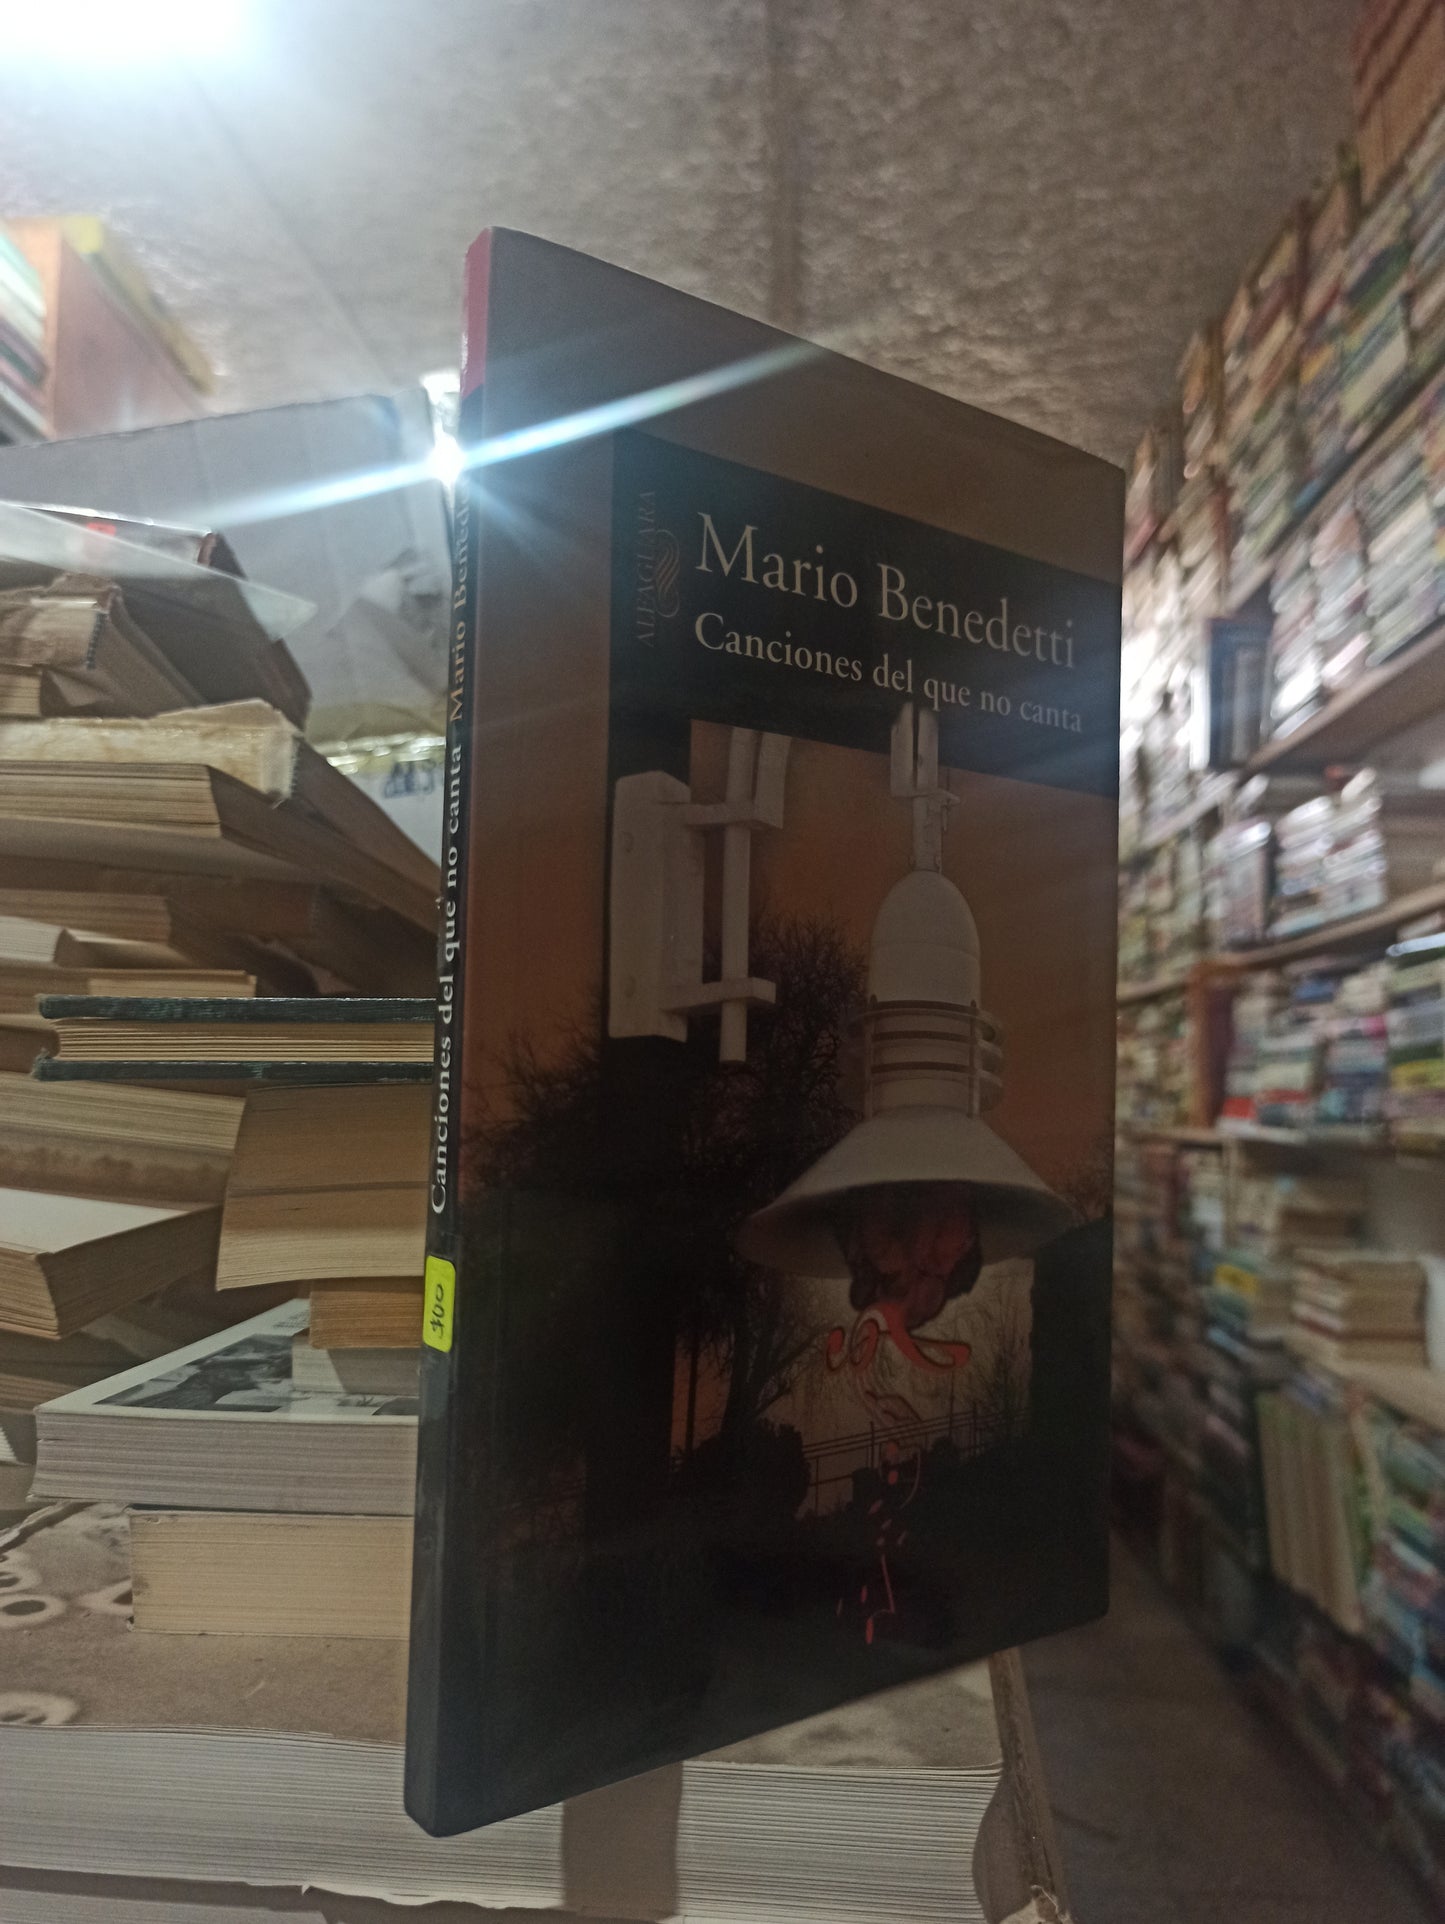 ALFAGUARA
Mario Benedetti
Canciones del que no canta
Canciones del que no canta Mario Benedetti
$400